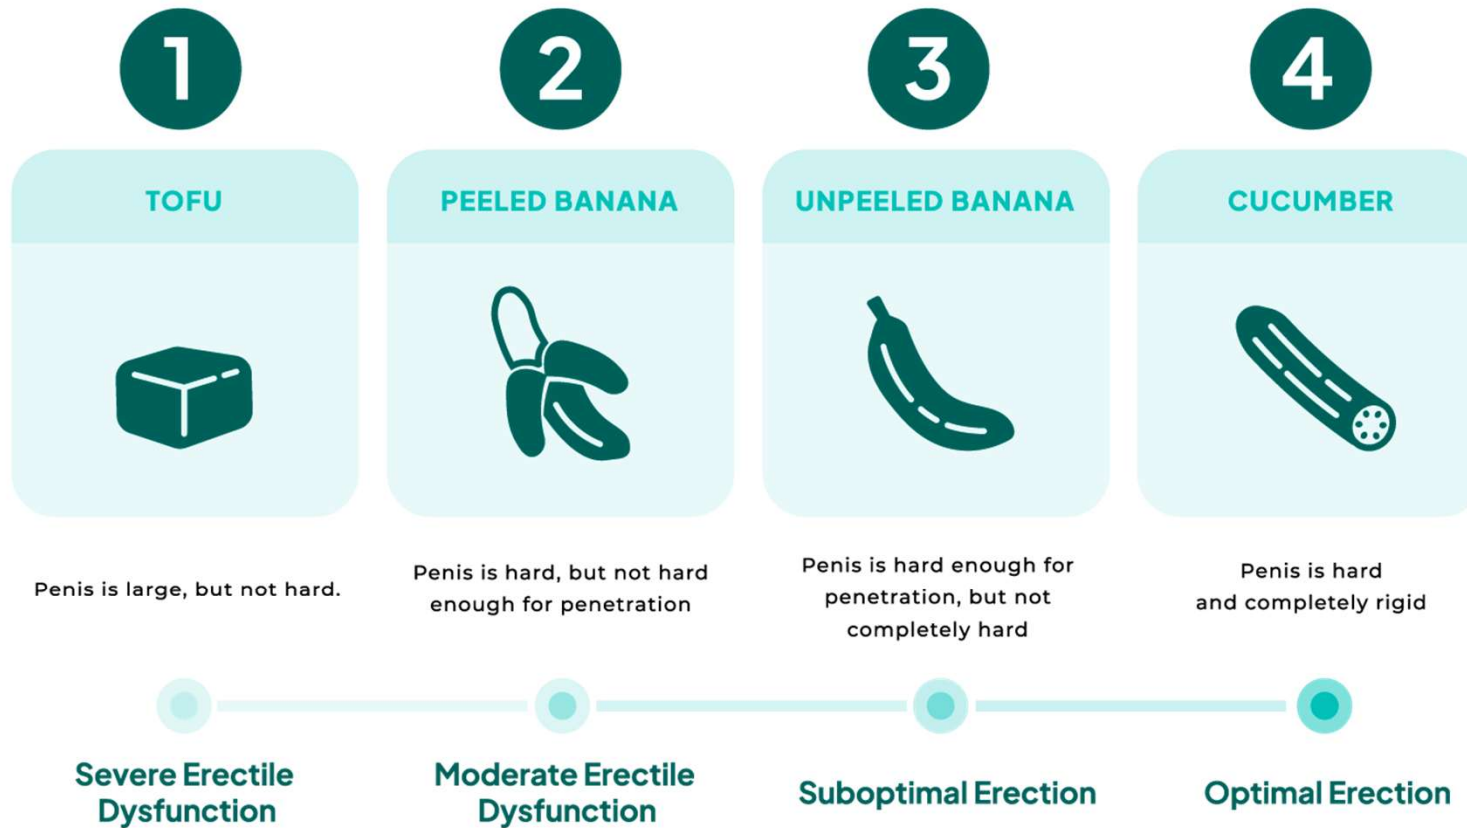 1
2
3
4
TOFU
PEELED BANANA
UNPEELED BANANA
CUCUMBER
Penis is large, but not hard.
Penis is hard, but not hard
enough for penetration
Penis is hard enough for
penetration, but not
completely hard
Penis is hard
and completely rigid
Severe Erectile
Dysfunction
Moderate Erectile
Dysfunction
Suboptimal Erection
Optimal Erection